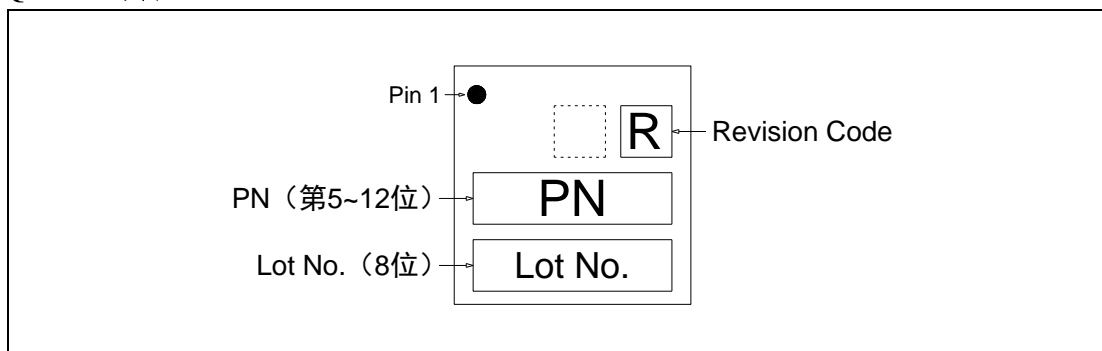 Pin 1
R
Revision Code
PN（第5~12位）
PN
Lot No.（8位）
Lot No.